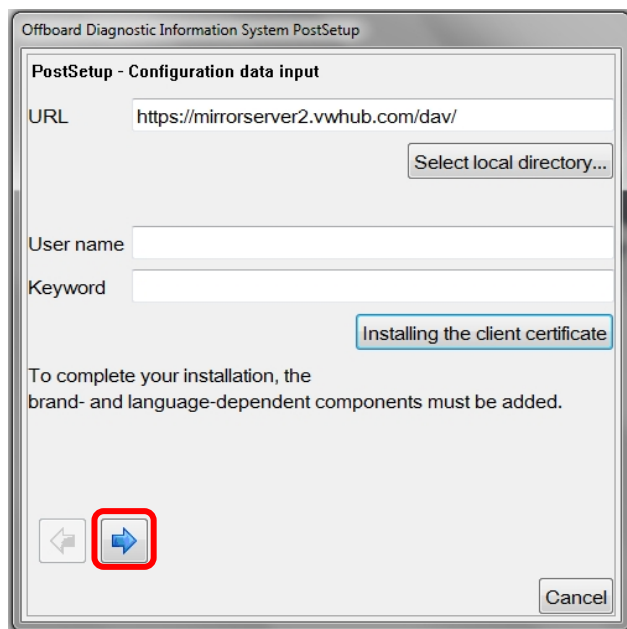 Offboard Diagnostic Information System PostSetup
PostSetup - Configuration data input
URL https://mirrorserver2.vwhub.com/dav/
Select local directory...
User name
Keyword
Installing the client certificate
To complete your installation, the
brand- and language-dependent components must be added.
Cancel